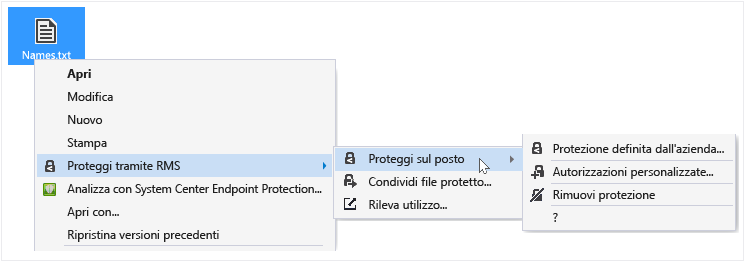 Names.txt
Apri
Modifica
Nuovo
Stampa
Proteggi tramite RMS
Analizza con System Center Endpoint Protection...
Apri con...
Ripristina versioni precedenti
Proteggi sul posto
Condividi file protetto...
Rileva utilizzo...
Protezione definita dall'azienda...
Autorizzazioni personalizzate...
Rimuovi protezione
?